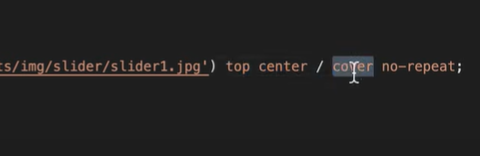 ts/img/slider/slider1.jpg') top center / cover no-repeat;